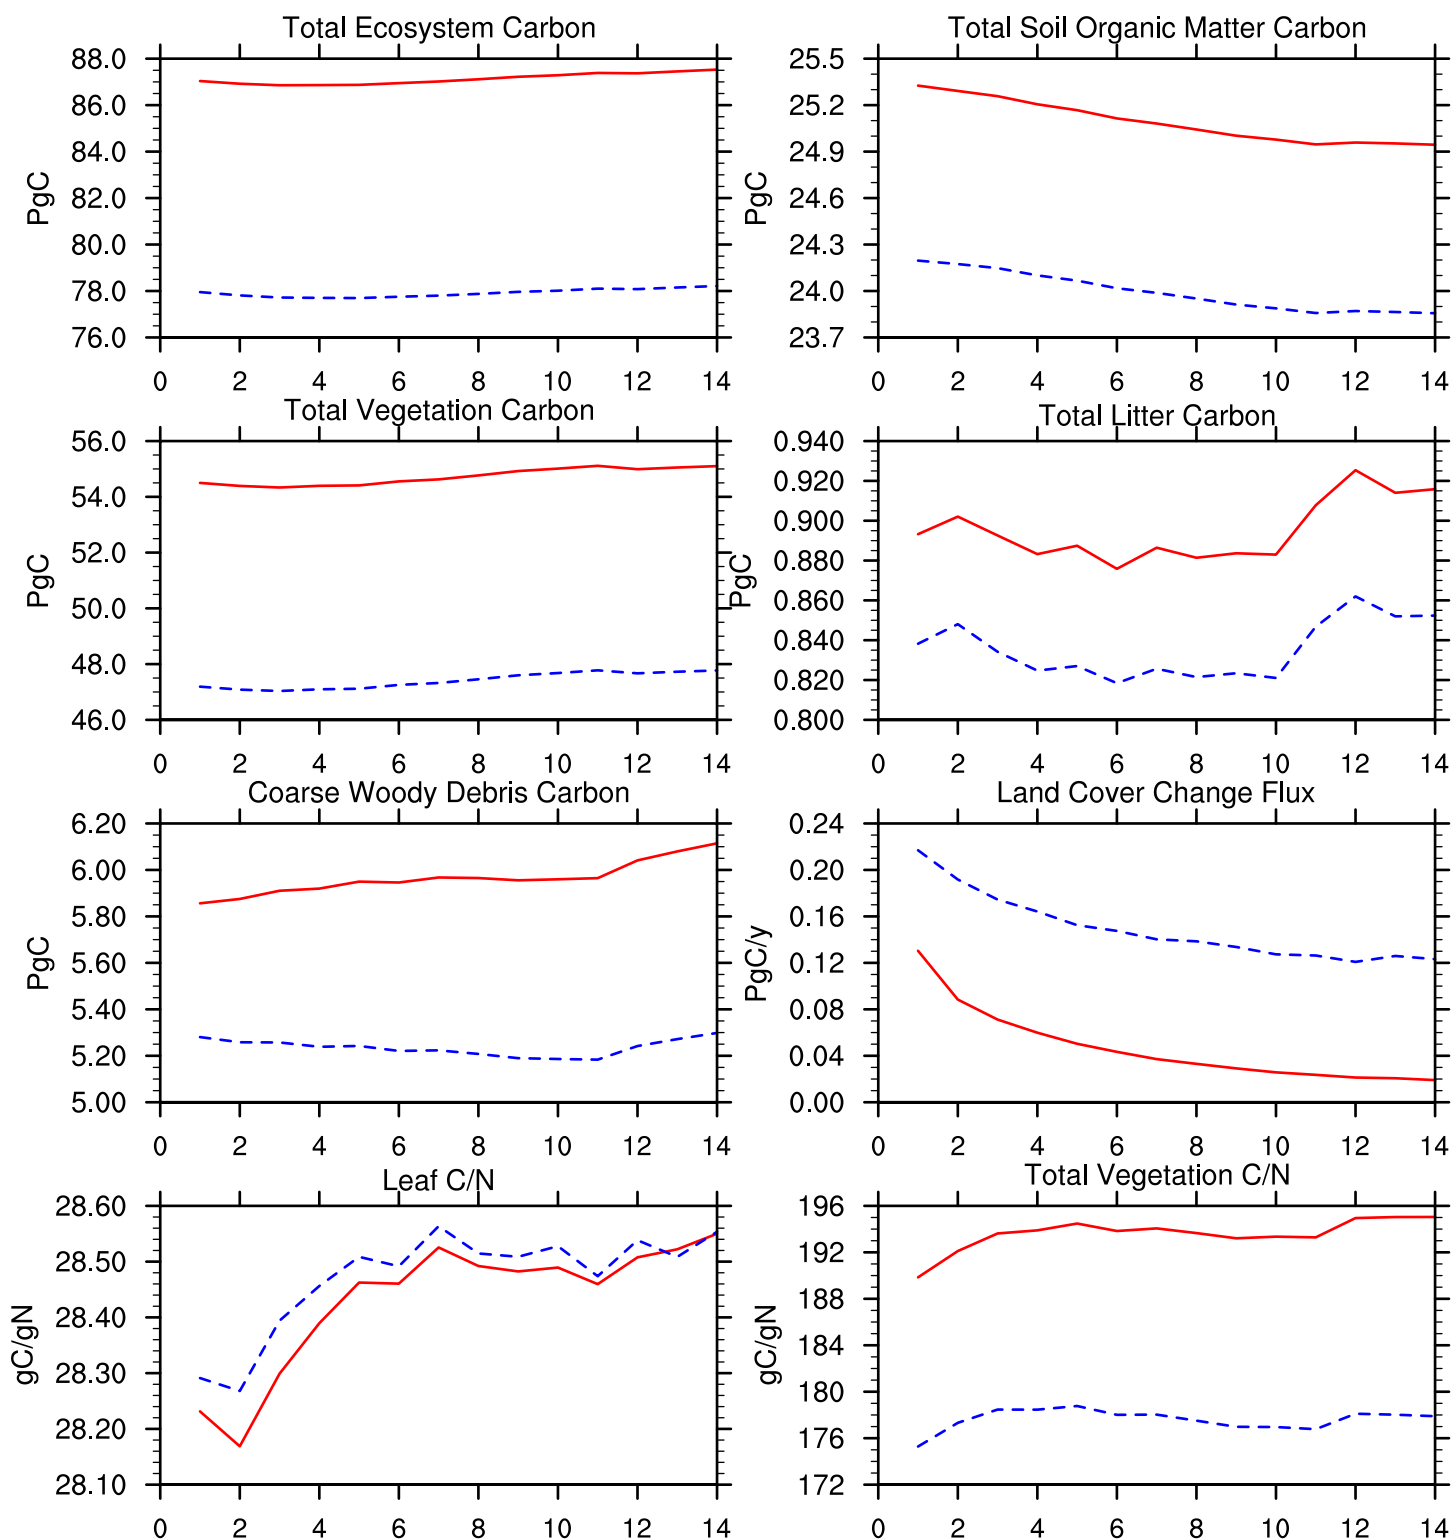 Total Ecosystem Carbon
88.0
86.0
84.0
82.0
80.0
78.0
76.0
PgC
0 2 4 6 8 10 12 14
Total Soil Organic Matter Carbon
25.5
25.2
24.9
24.6
24.3
24.0
23.7
PgC
0 2 4 6 8 10 12 14
Total Vegetation Carbon
56.0
54.0
52.0
50.0
48.0
46.0
PgC
0 2 4 6 8 10 12 14
Total Litter Carbon
0.940
0.920
0.900
0.880
0.860
0.840
0.820
0.800
PgC
0 2 4 6 8 10 12 14
Coarse Woody Debris Carbon
6.20
6.00
5.80
5.60
5.40
5.20
5.00
PgC
0 2 4 6 8 10 12 14
Land Cover Change Flux
0.24
0.20
0.16
0.12
0.08
0.04
0.00
PgC/y
0 2 4 6 8 10 12 14
Leaf C/N
28.60
28.50
28.40
28.30
28.20
28.10
gC/gN
0 2 4 6 8 10 12 14
Total Vegetation C/N
196
192
188
184
180
176
172
gC/gN
0 2 4 6 8 10 12 14